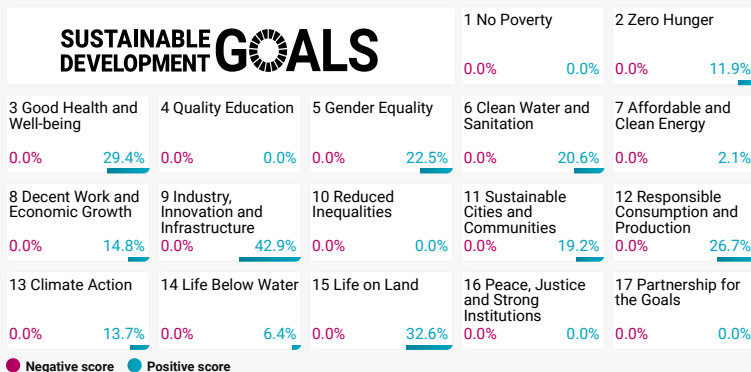 SUSTAINABLE
DEVELOPMENT
GOALS
1 No Poverty
0.0% 0.0%
2 Zero Hunger
0.0% 11.9%
3 Good Health and
Well-being
0.0% 29.4%
4 Quality Education
0.0% 0.0%
5 Gender Equality
0.0% 22.5%
6 Clean Water and
Sanitation
0.0% 20.6%
7 Affordable and
Clean Energy
0.0% 2.1%
8 Decent Work and
Economic Growth
0.0% 14.8%
9 Industry,
Innovation and
Infrastructure
0.0% 42.9%
10 Reduced
Inequalities
0.0% 0.0%
11 Sustainable
Cities and
Communities
0.0% 19.2%
12 Responsible
Consumption and
Production
0.0% 26.7%
13 Climate Action
0.0% 13.7%
14 Life Below Water
0.0% 6.4%
15 Life on Land
0.0% 32.6%
16 Peace, Justice
and Strong
Institutions
0.0% 0.0%
17 Partnership for
the Goals
0.0% 0.0%
Negative score Positive score